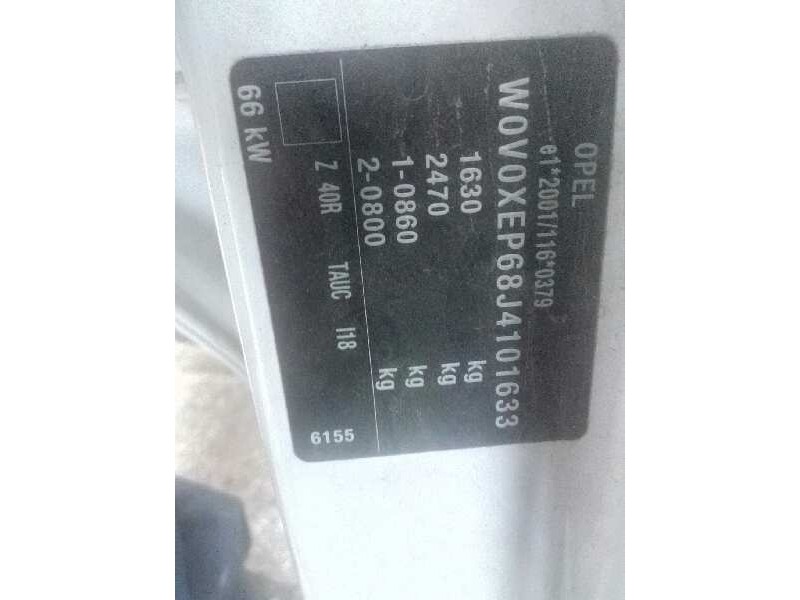 OPEL
e1*2001/116*0379
WOVOXEP68J4101633
1630 kg
2470 kg
1-0860 kg
2-0800 kg
Z 40R TAUC I18 6155
66 kW